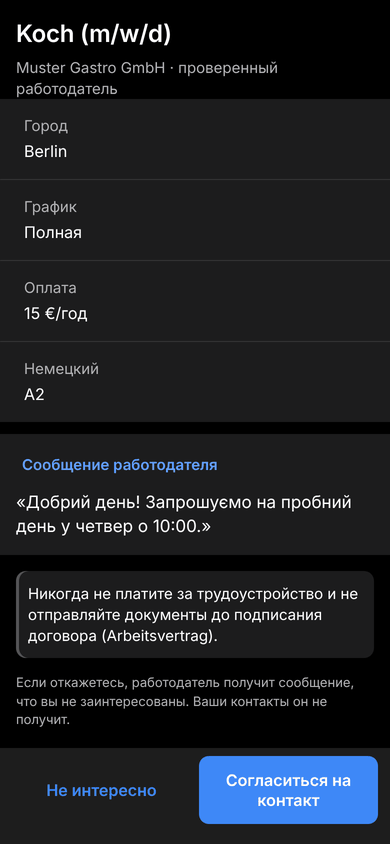 Koch (m/w/d)
Muster Gastro GmbH · проверенный
работодатель
Город
Berlin
График
Полная
Оплата
15 €/год
Немецкий
A2
Сообщение работодателя
«Добрий день! Запрошуємо на пробний
день у четвер о 10:00.»
Никогда не платите за трудоустройство и не
отправляйте документы до подписания
договора (Arbeitsvertrag).
Если откажетесь, работодатель получит сообщение,
что вы не заинтересованы. Ваши контакты он не
получит.
Не интересно
Согласиться на
контакт